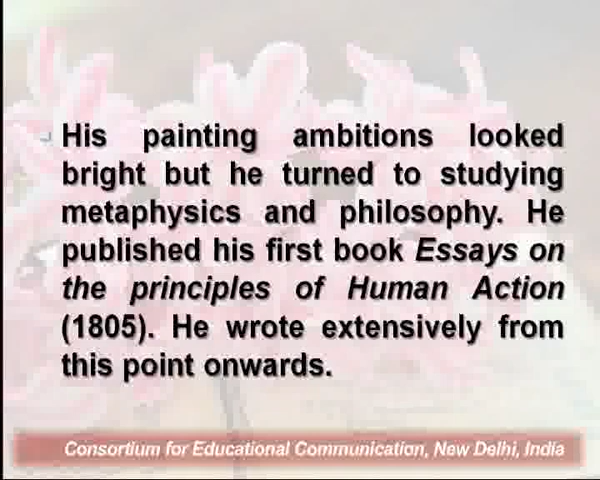 His painting ambitions looked
bright but he turned to studying
metaphysics and philosophy. He
published his first book Essays on
the principles of Human Action
(1805). He wrote extensively from
this point onwards.
Consortium for Educational Communication, New Delhi, India